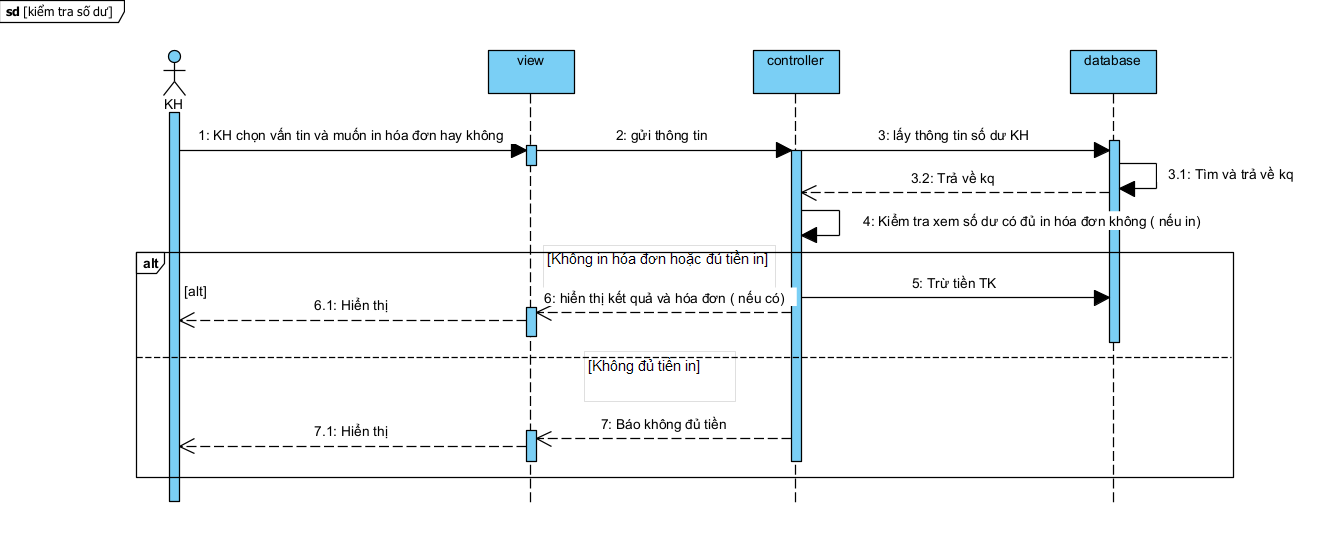 sd [kiểm tra số dư]
KH
view
controller
database
1: KH chọn vấn tin và muốn in hóa đơn hay không
2: gửi thông tin
3: lấy thông tin số dư KH
3.1: Tìm và trả về kq
3.2: Trả về kq
4: Kiểm tra xem số dư có đủ in hóa đơn không ( nếu in)
alt
[Không in hóa đơn hoặc đủ tiền in]
5: Trừ tiền TK
[alt]
6: hiển thị kết quả và hóa đơn ( nếu có)
6.1: Hiển thị
[Không đủ tiền in]
7: Báo không đủ tiền
7.1: Hiển thị